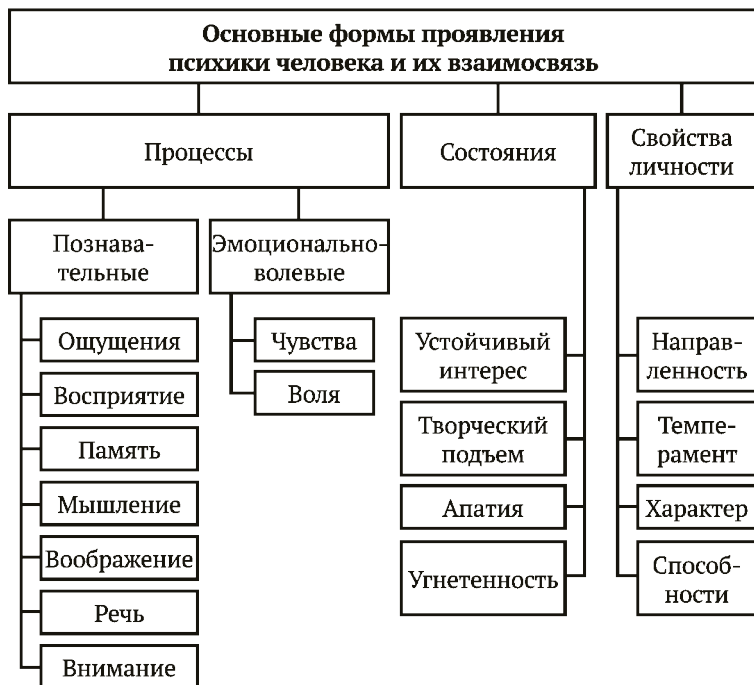 Основные формы проявления
психики человека и их взаимосвязь
Процессы
Состояния
Свойства
личности
Познава-
тельные
Эмоционально-
волевые
Ощущения
Восприятие
Память
Мышление
Воображение
Речь
Внимание
Чувства
Воля
Устойчивый
интерес
Творческий
подъем
Апатия
Угнетенность
Направ-
ленность
Темпе-
рамент
Характер
Способ-
ности